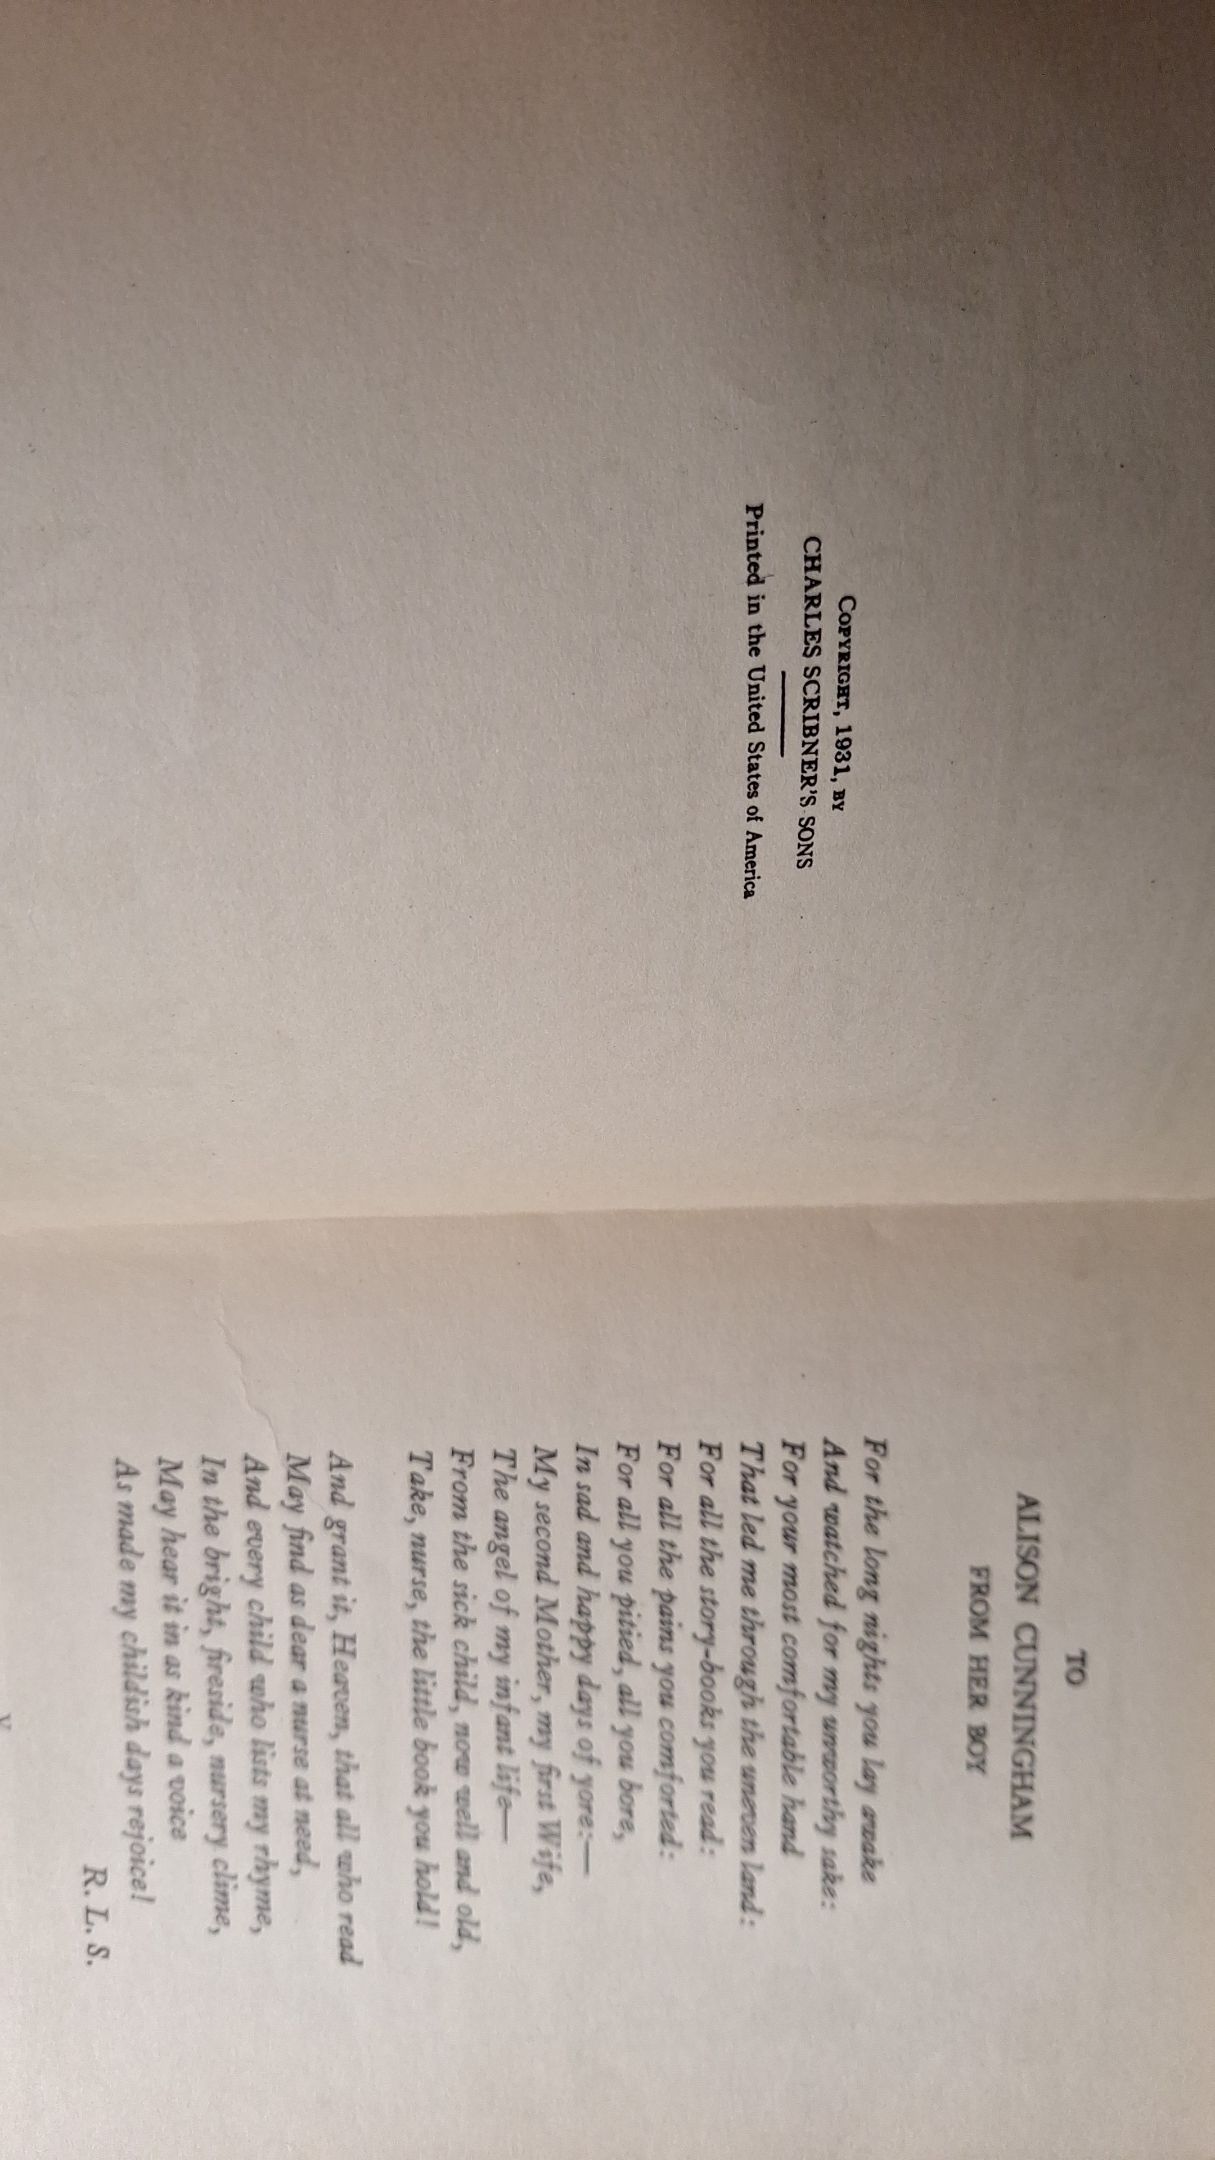 COPYRIGHT, 1931, BY
CHARLES SCRIBNER'S SONS
Printed in the United States of America
TO
ALISON CUNNINGHAM
FROM HER BOY
For the long nights you lay awake
And watched for my unworthy sake:
For your most comfortable hand
That led me through the uneven land:
For all the story-books you read:
For all the pains you comforted:
For all you pitied, all you bore,
In sad and happy days of yore:—
My second Mother, my first Wife,
The angel of my infant life—
From the sick child, now well and old,
Take, nurse, the little book you hold!
And grant it, Heaven, that all who read
May find as dear a nurse at need,
And every child who lists my rhyme,
In the bright, fireside, nursery clime,
May hear it in as kind a voice
As made my childish days rejoice!
R. L. S.
v